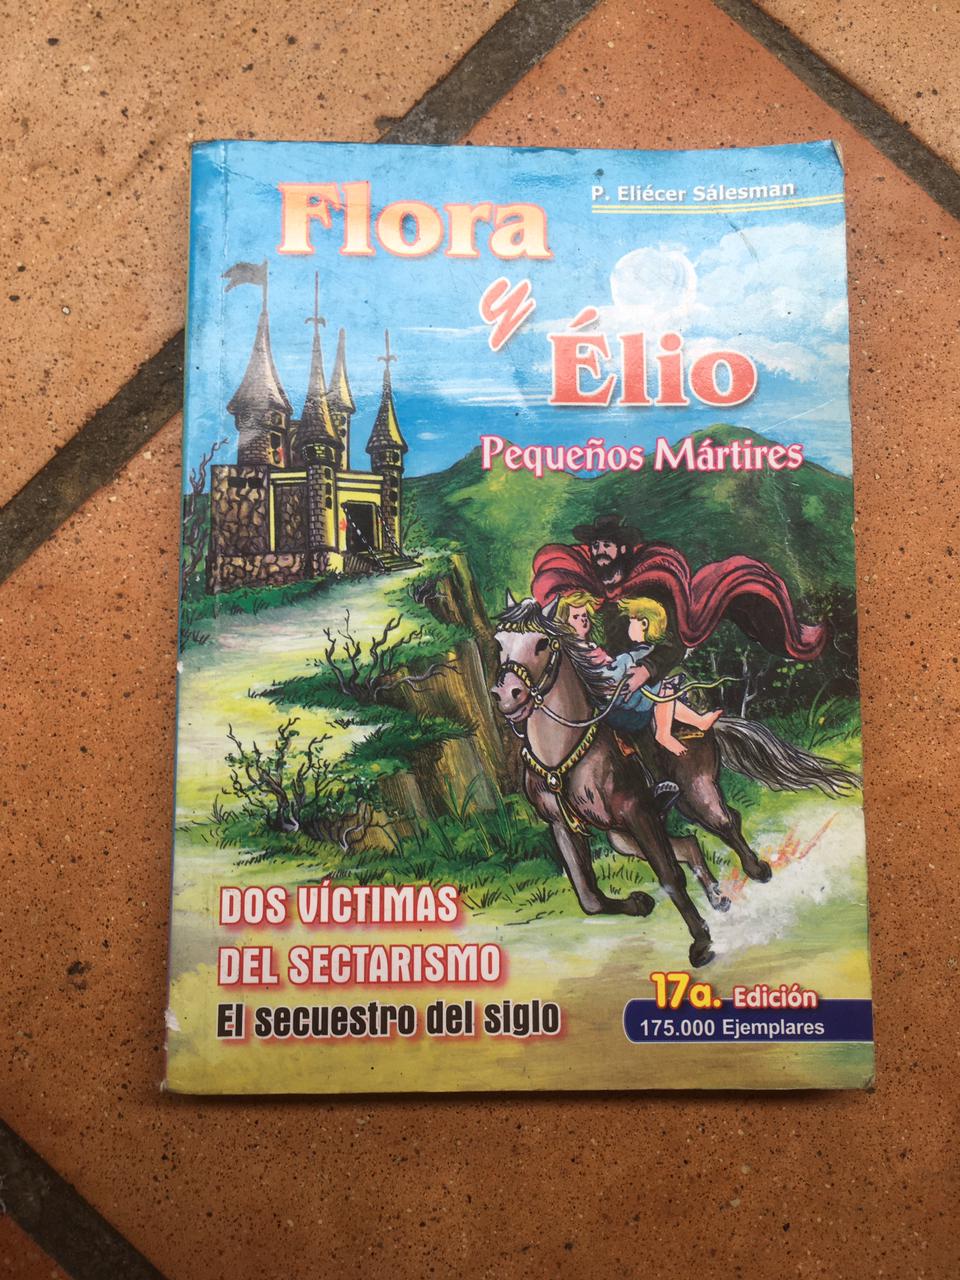 P. Eliécer Sálesman
Flora
y
Élio
Pequeños Mártires
DOS VÍCTIMAS
DEL SECTARISMO
El secuestro del siglo
17a. Edición
175.000 Ejemplares